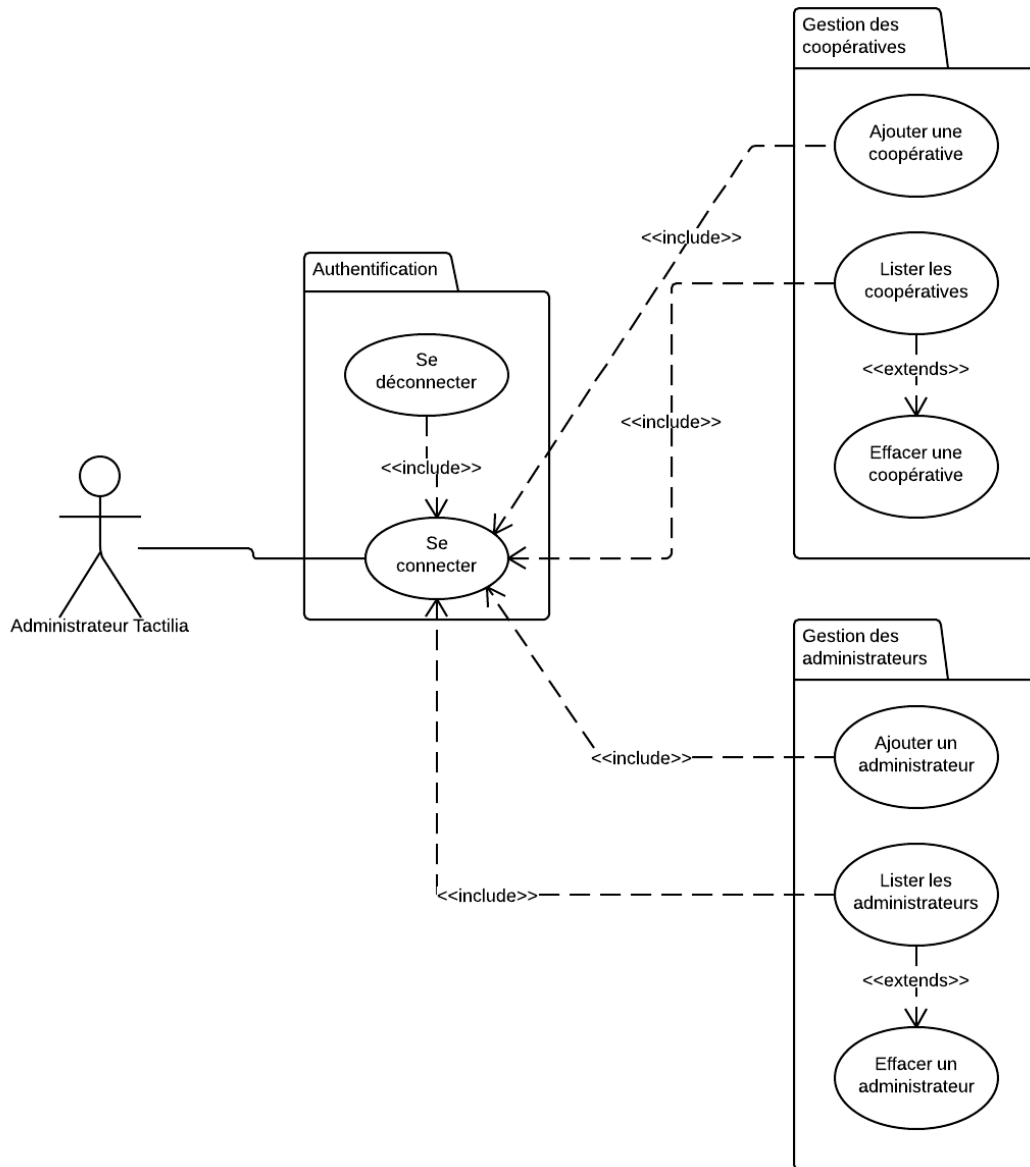 Gestion des
coopératives
Ajouter une
coopérative
<<include>>
Lister les
coopératives
Authentification
Se
déconnecter
<<extends>>
<<include>>
Effacer une
coopérative
<<include>>
Se
connecter
Administrateur Tactilia
Gestion des
administrateurs
Ajouter un
administrateur
<<include>>
Lister les
administrateurs
<<include>>
<<extends>>
Effacer un
administrateur